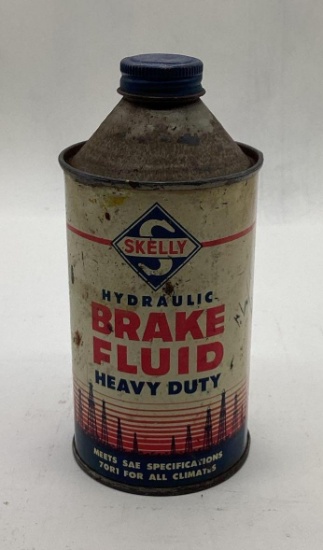 SKELLY
HYDRAULIC
BRAKE
FLUID
HEAVY DUTY
MEETS SAE SPECIFICATIONS
70R1 FOR ALL CLIMATES